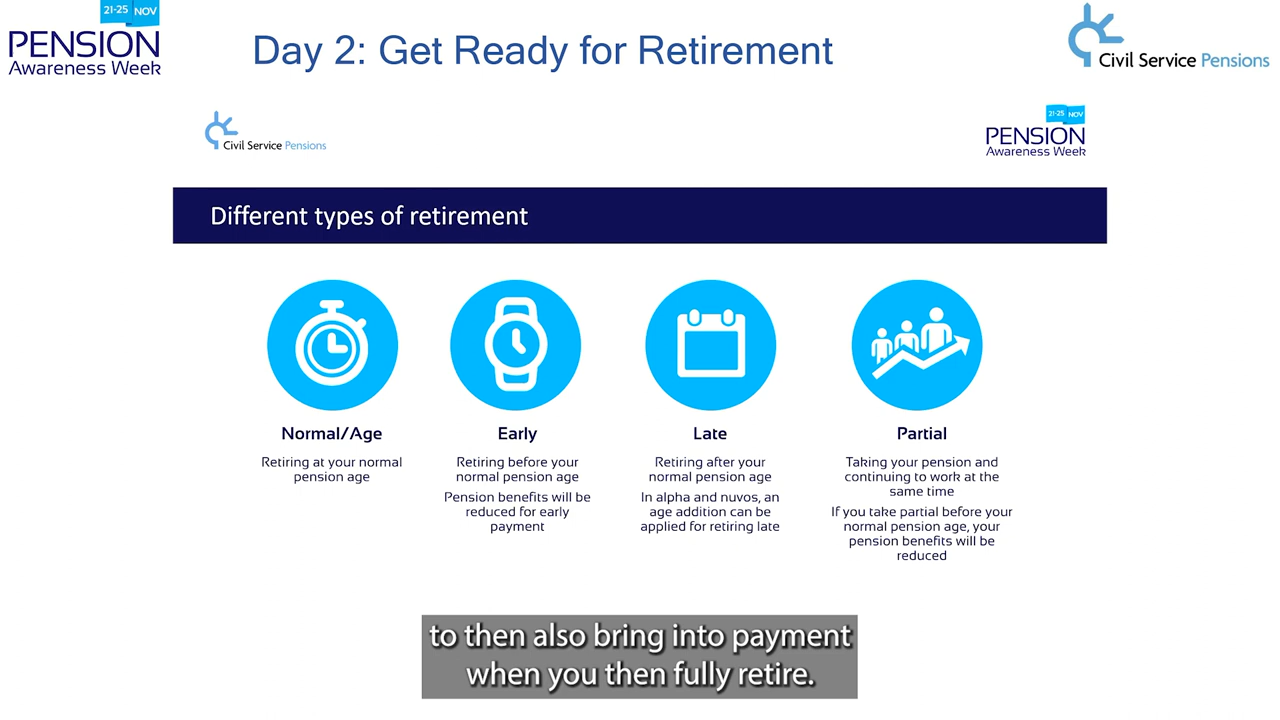 21-25 NOV
PENSION
Awareness Week
Day 2: Get Ready for Retirement
Civil Service Pensions
Civil Service Pensions
21-25 NOV
PENSION
Awareness Week
Different types of retirement
Normal/Age
Retiring at your normal
pension age
Early
Retiring before your
normal pension age
Pension benefits will be
reduced for early
payment
Late
Retiring after your
normal pension age
In alpha and nuvos, an
age addition can be
applied for retiring late
Partial
Taking your pension and
continuing to work at the
same time
If you take partial before your
normal pension age, your
pension benefits will be
reduced
to then also bring into payment
when you then fully retire.